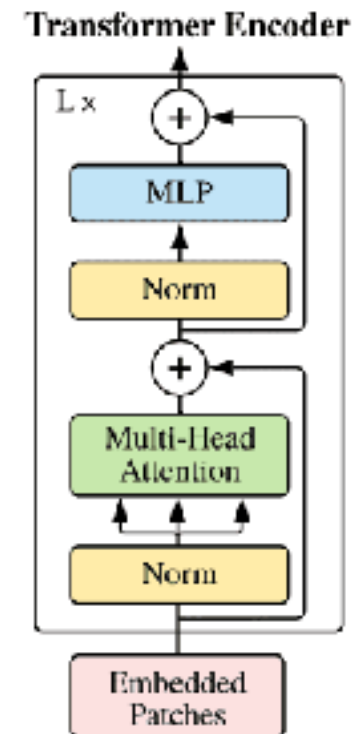 Transformer Encoder
L x
+
MLP
Norm
+
Multi-Head
Attention
Norm
Embedded
Patches